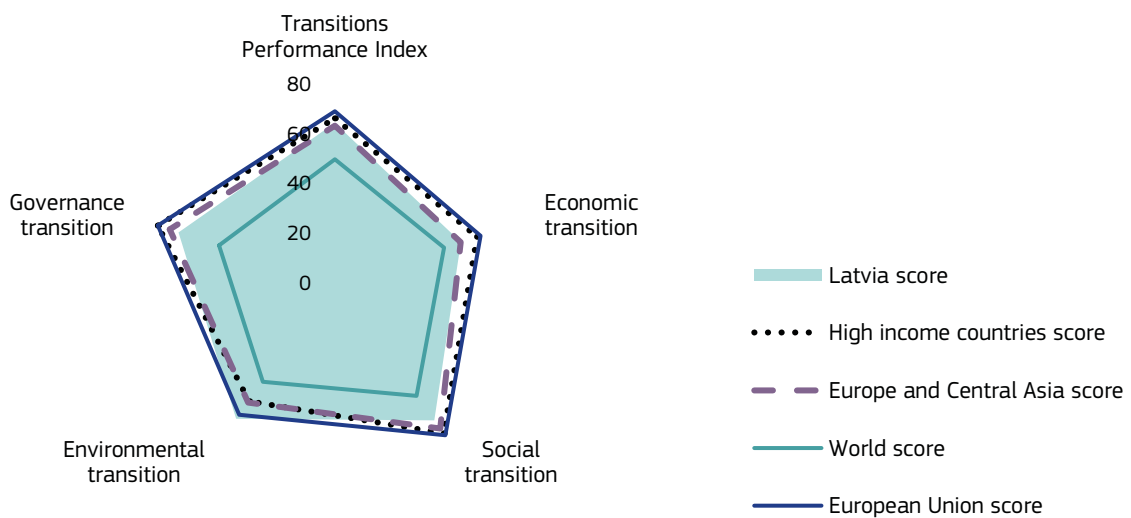 Transitions
Performance Index
80
60
40
20
0
Governance
transition
Economic
transition
Environmental
transition
Social
transition
Latvia score
High income countries score
Europe and Central Asia score
World score
European Union score